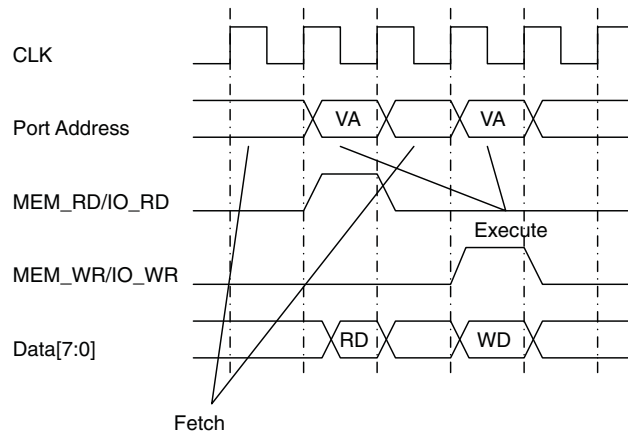 CLK
Port Address
VA
VA
MEM_RD/IO_RD
Execute
MEM_WR/IO_WR
Data[7:0]
RD
WD
Fetch